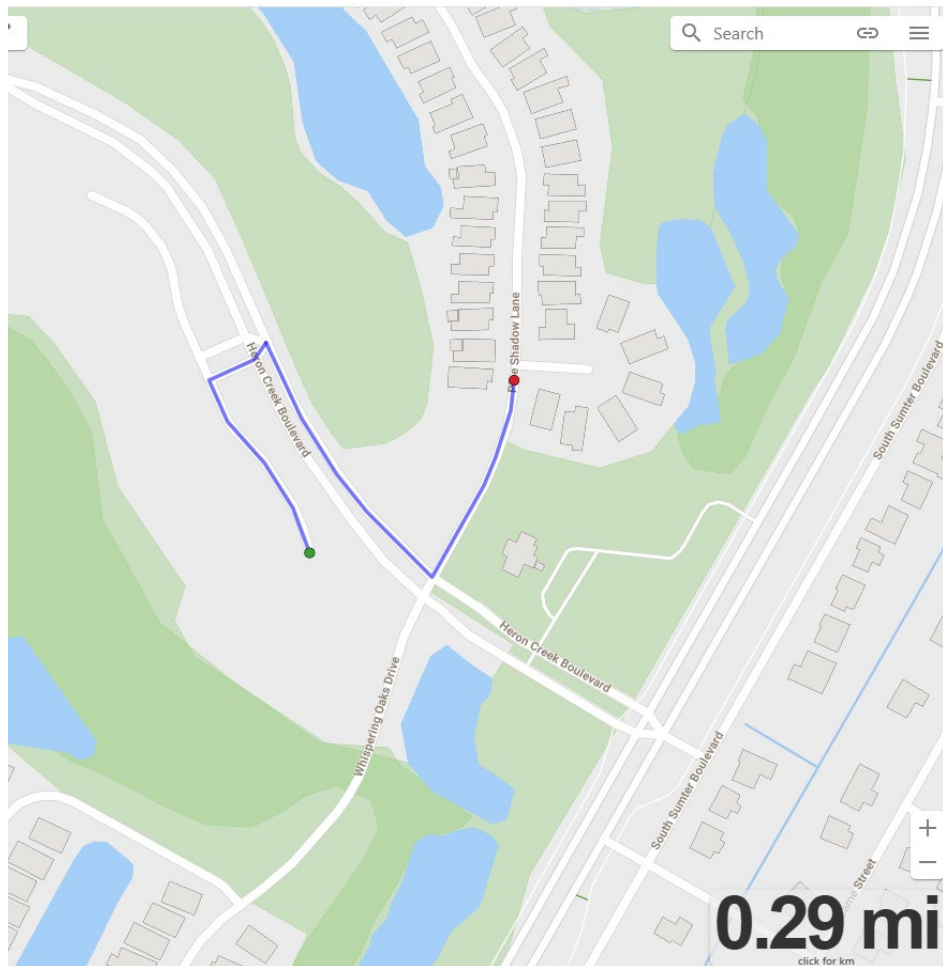 Search
Shadow Lane
Heron Creek Boulevard
South Sumter Boulevard
Heron Creek Boulevard
Whispering Oaks Drive
South Sumter Boulevard
+
−
Street
0.29 mi
click for km